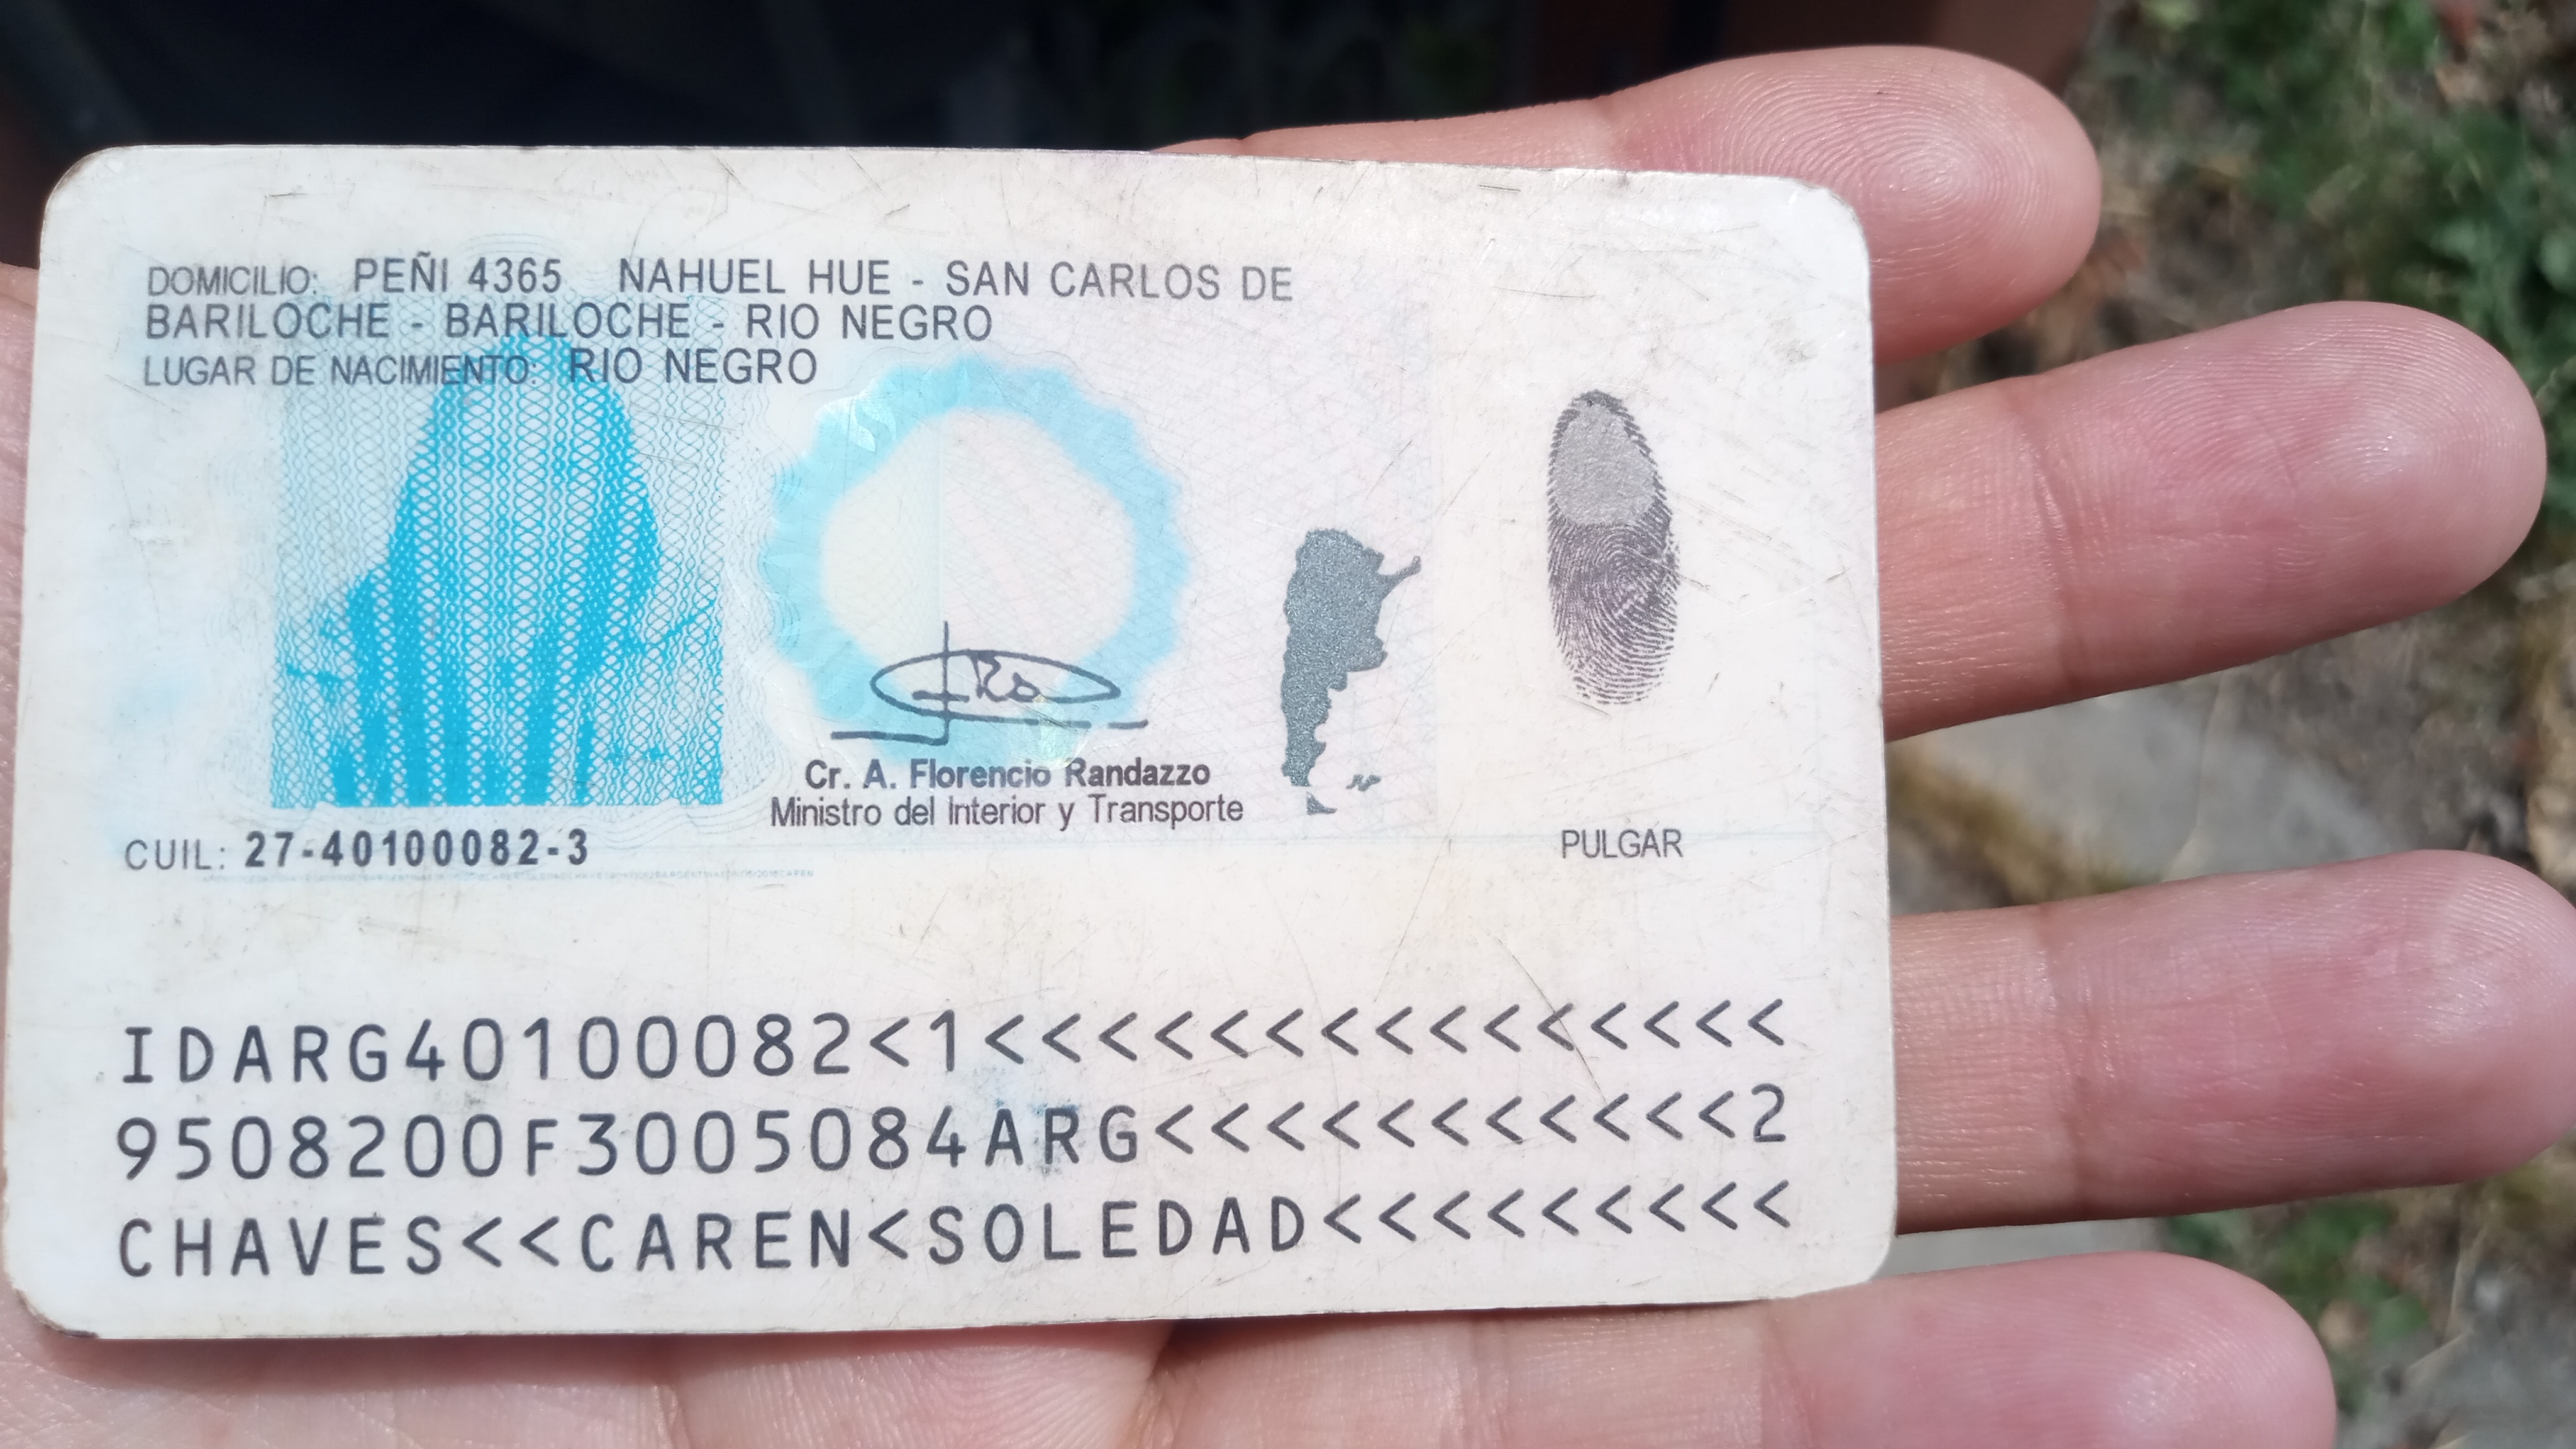 DOMICILIO: PEÑI 4365 NAHUEL HUE - SAN CARLOS DE
BARILOCHE - BARILOCHE - RIO NEGRO
LUGAR DE NACIMIENTO: RIO NEGRO
Cr. A. Florencio Randazzo
Ministro del Interior y Transporte
CUIL: 27-40100082-3
PULGAR
IDARG40100082<1<<<<<<<<<<<<<<<
9508200F3005084ARG<<<<<<<<<<<2
CHAVES<<CAREN<SOLEDAD<<<<<<<<<